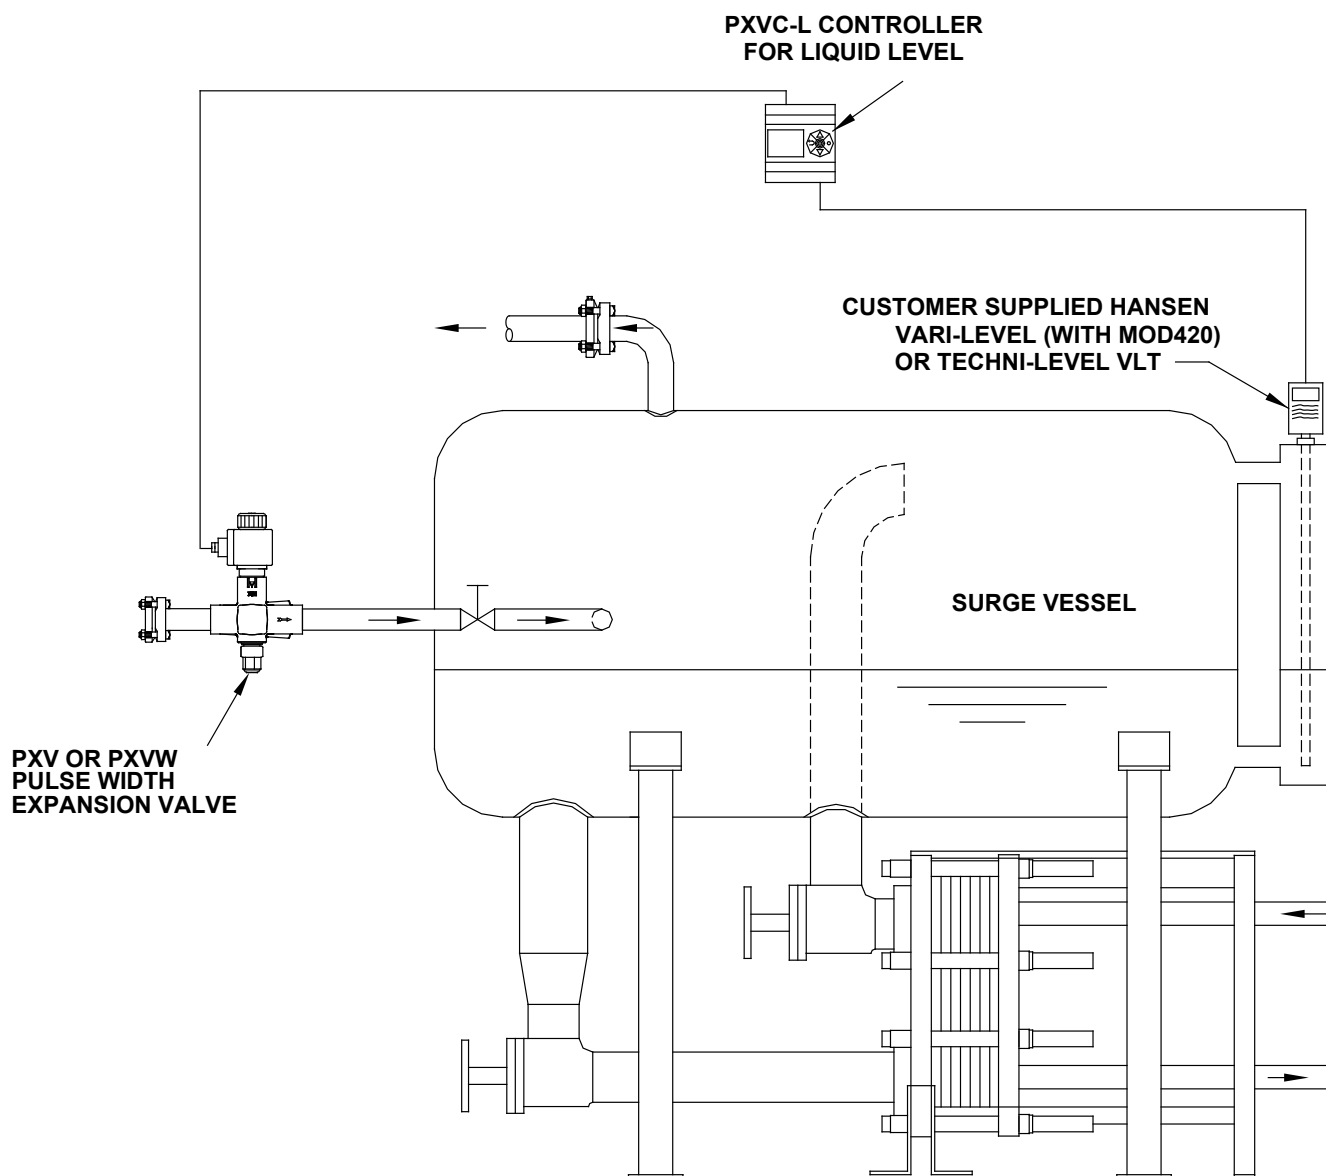 PXVC-L CONTROLLER
FOR LIQUID LEVEL
CUSTOMER SUPPLIED HANSEN
VARI-LEVEL (WITH MOD420)
OR TECHNI-LEVEL VLT
SURGE VESSEL
PXV OR PXVW
PULSE WIDTH
EXPANSION VALVE